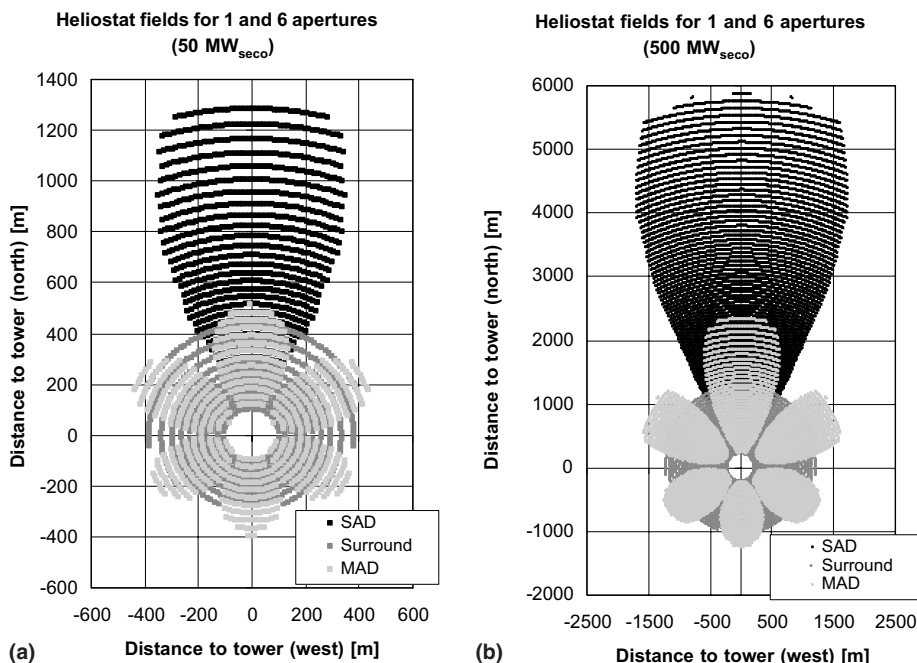 Heliostat fields for 1 and 6 apertures
(50 MWseco)
1400
1200
1000
800
600
400
200
0
-200
-400
-600
-600 -400 -200 0 200 400 600
Distance to tower (north) [m]
Distance to tower (west) [m]
SAD
Surround
MAD
(a)
Heliostat fields for 1 and 6 apertures
(500 MWseco)
6000
5000
4000
3000
2000
1000
0
-1000
-2000
-2500 -1500 -500 500 1500 2500
Distance to tower (north) [m]
Distance to tower (west) [m]
SAD
Surround
MAD
(b)